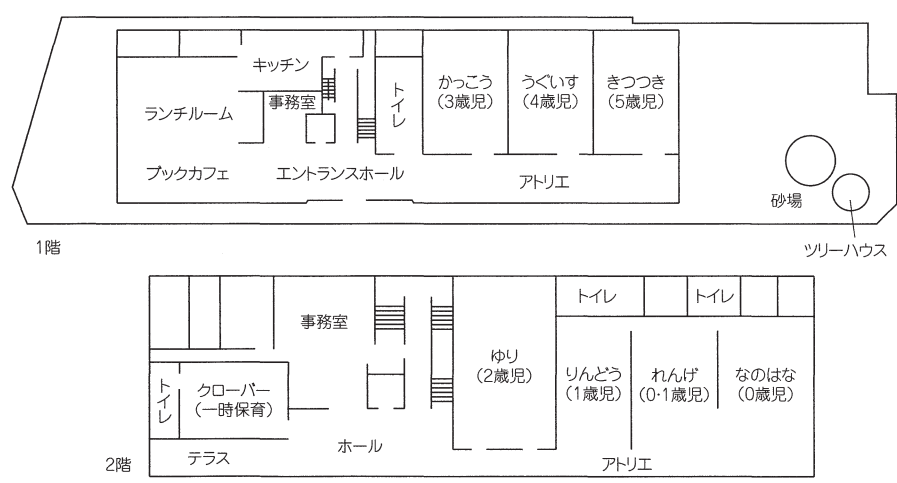 キッチン
事務室
ランチルーム
トイレ
かっこう
(3歳児)
うぐいす
(4歳児)
きつつき
(5歳児)
ブックカフェ
エントランスホール
アトリエ
砂場
ツリーハウス
1階
トイレ
トイレ
事務室
ゆり
(2歳児)
りんどう
(1歳児)
れんげ
(0・1歳児)
なのはな
(0歳児)
トイレ
クローバー
(一時保育)
ホール
テラス
アトリエ
2階